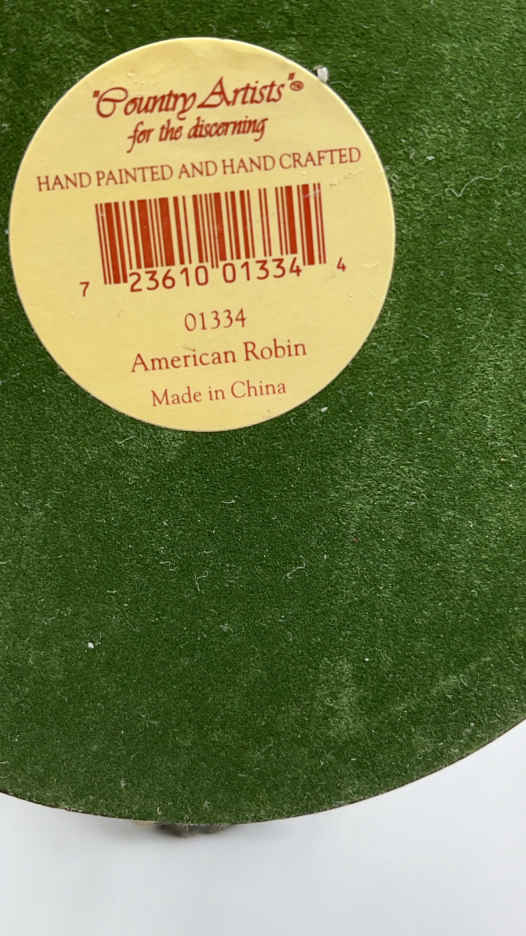 "Country Artists"®
for the discerning
HAND PAINTED AND HAND CRAFTED
7 23610 01334 4
01334
American Robin
Made in China